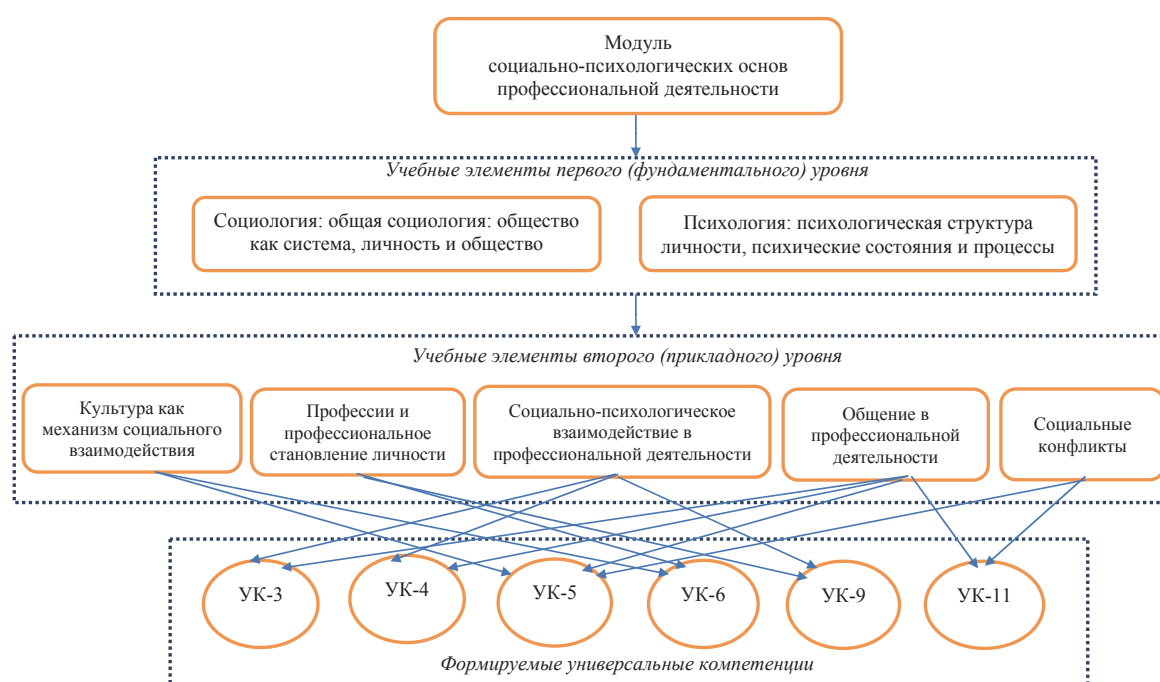 Модуль
социально-психологических основ
профессиональной деятельности
Учебные элементы первого (фундаментального) уровня
Социология: общая социология: общество
как система, личность и общество
Психология: психологическая структура
личности, психические состояния и процессы
Учебные элементы второго (прикладного) уровня
Культура как
механизм социального
взаимодействия
Профессии и
профессиональное
становление личности
Социально-психологическое
взаимодействие в
профессиональной деятельности
Общение в
профессиональной
деятельности
Социальные
конфликты
УК-3
УК-4
УК-5
УК-6
УК-9
УК-11
Формируемые универсальные компетенции